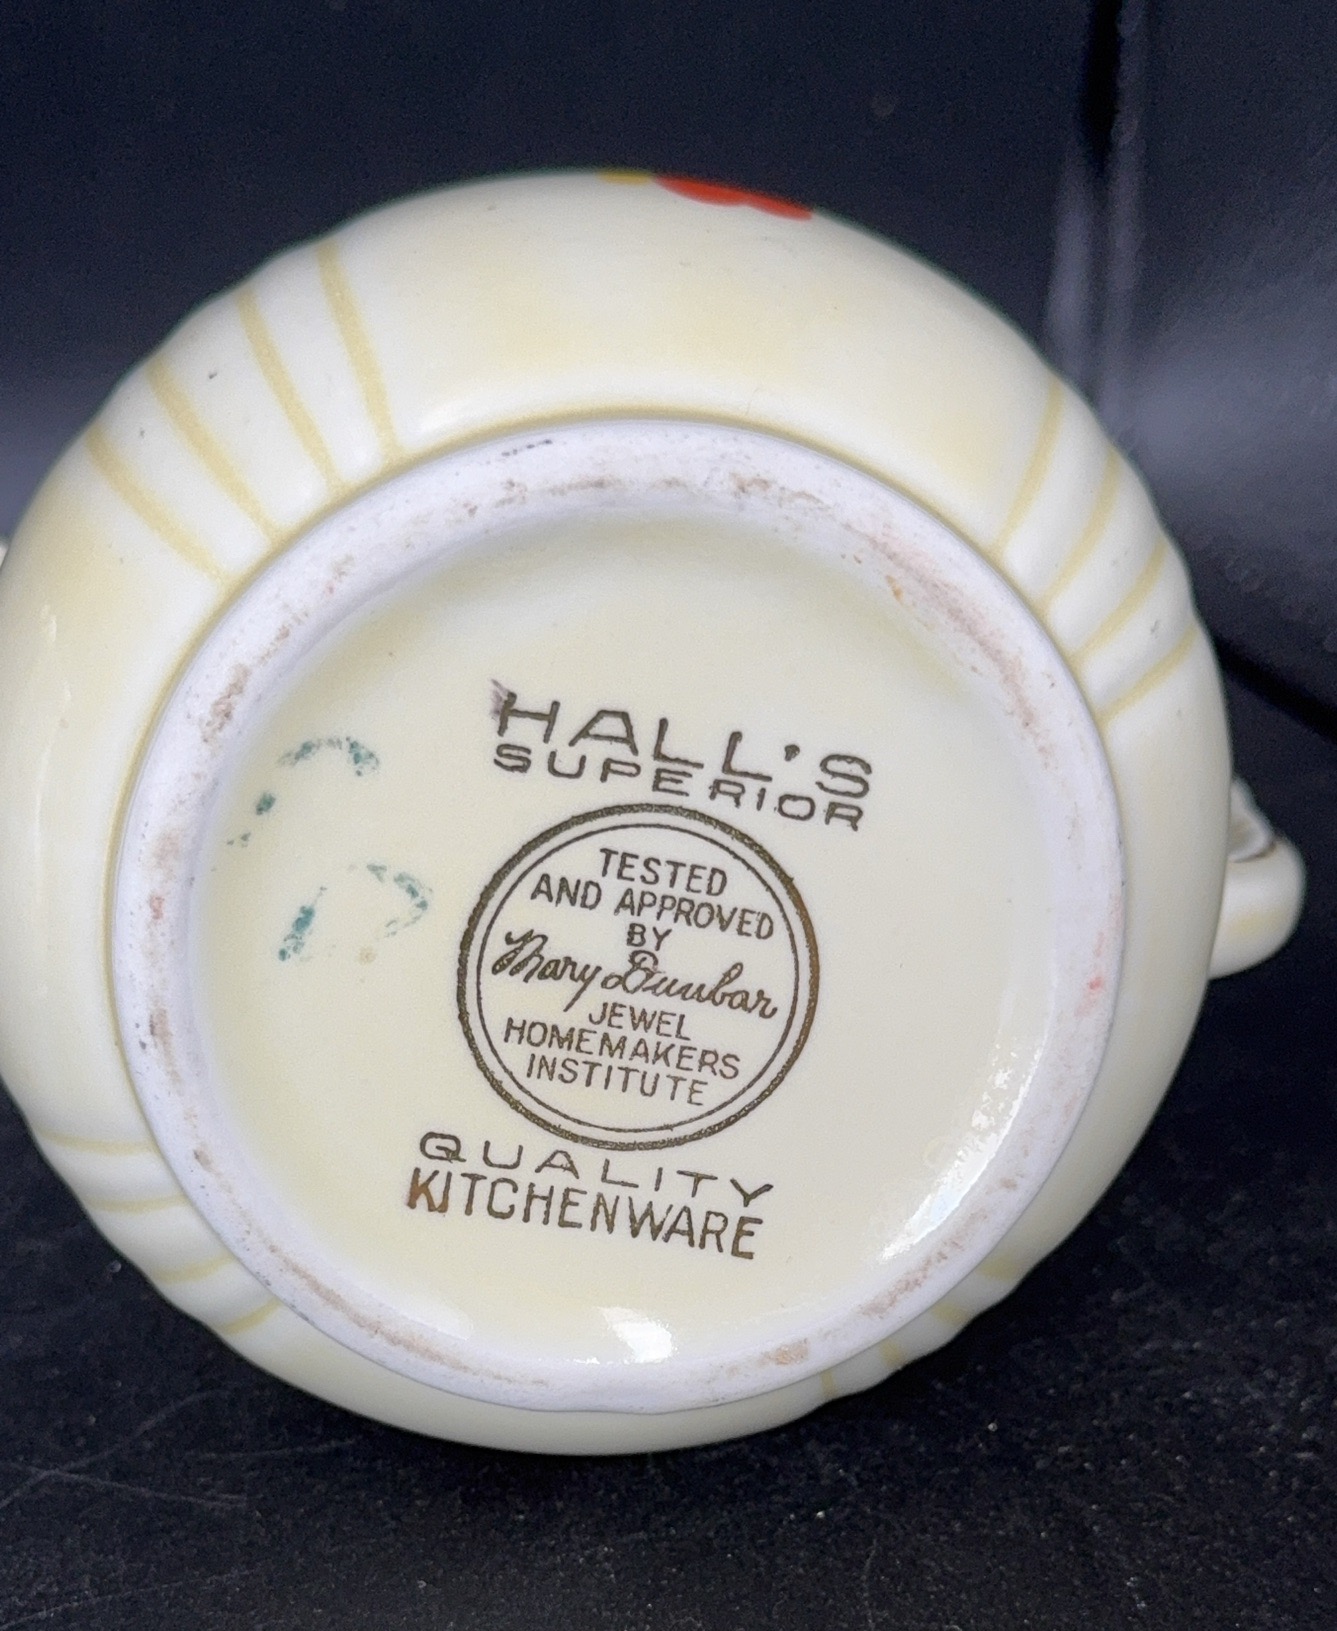 HALL'S
SUPERIOR
TESTED
AND APPROVED
BY
Mary Dunbar
JEWEL
HOMEMAKERS
INSTITUTE
QUALITY
KITCHENWARE